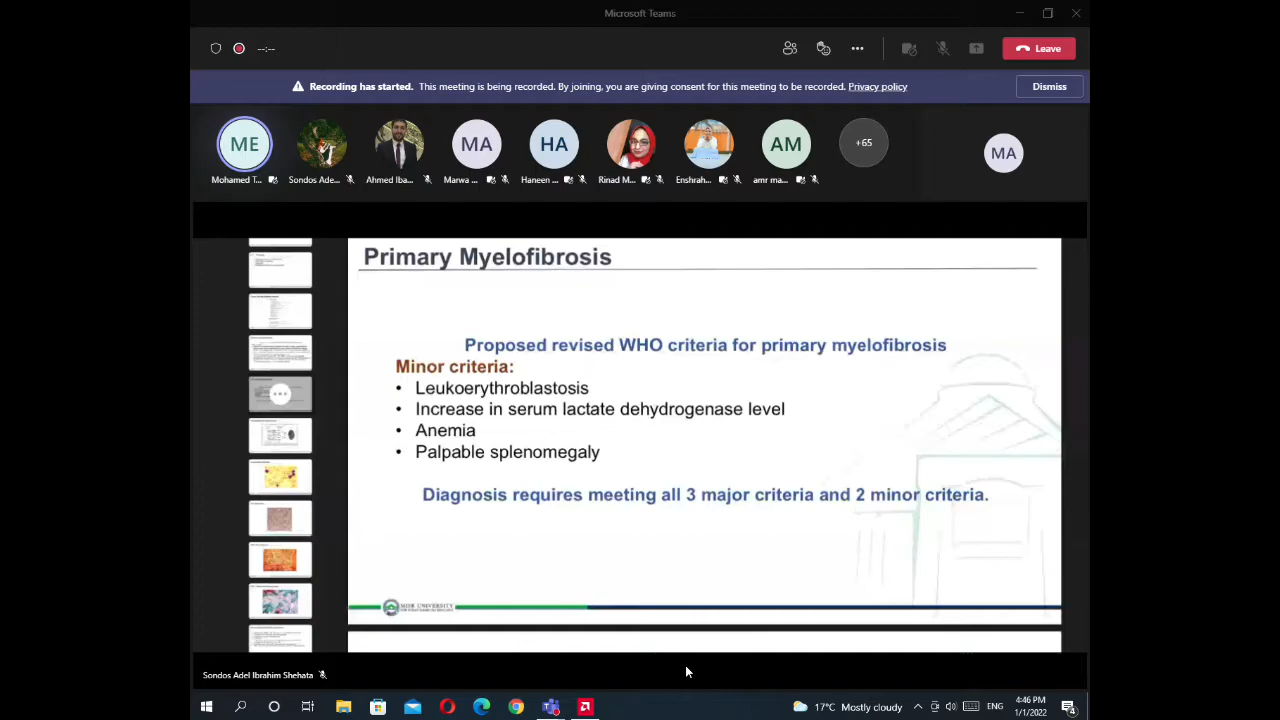 Microsoft Teams
--:--
Leave
Recording has started. This meeting is being recorded. By joining, you are giving consent for this meeting to be recorded. Privacy policy
Dismiss
ME
MA
HA
AM
+65
MA
Mohamed T...
Sondos Ade...
Ahmed Iba...
Marwa ...
Haneen ...
Rinad M...
Enshrah...
amr ma...
Primary Myelofibrosis
Proposed revised WHO criteria for primary myelofibrosis
Minor criteria:
• Leukoerythroblastosis
• Increase in serum lactate dehydrogenase level
• Anemia
• Palpable splenomegaly
Diagnosis requires meeting all 3 major criteria and 2 minor criteria.
UNIVERSITY
Sondos Adel Ibrahim Shehata
17°C Mostly cloudy
ENG
4:46 PM
1/1/2022
4